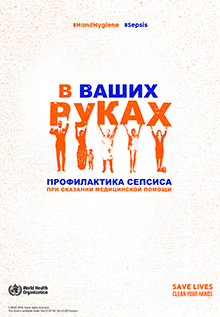 #HandHygiene #Sepsis
В ВАШИХ
РУКАХ
ПРОФИЛАКТИКА СЕПСИСА
ПРИ ОКАЗАНИИ МЕДИЦИНСКОЙ ПОМОЩИ
World Health
Organization
SAVE LIVES
CLEAN YOUR HANDS